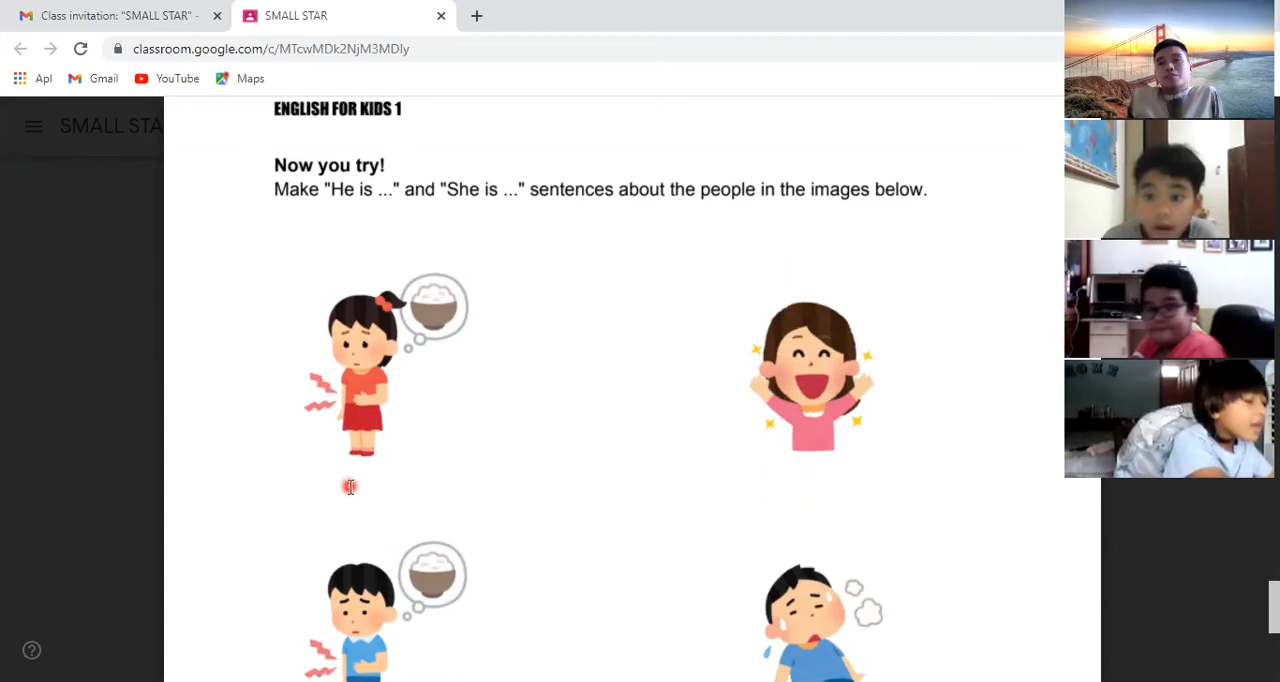 Class invitation: "SMALL STAR" -
SMALL STAR
classroom.google.com/c/MTcwMDk2NjM3MDly
Apl
Gmail
YouTube
Maps
SMALL STA
ENGLISH FOR KIDS 1
Now you try!
Make "He is ..." and "She is ..." sentences about the people in the images below.